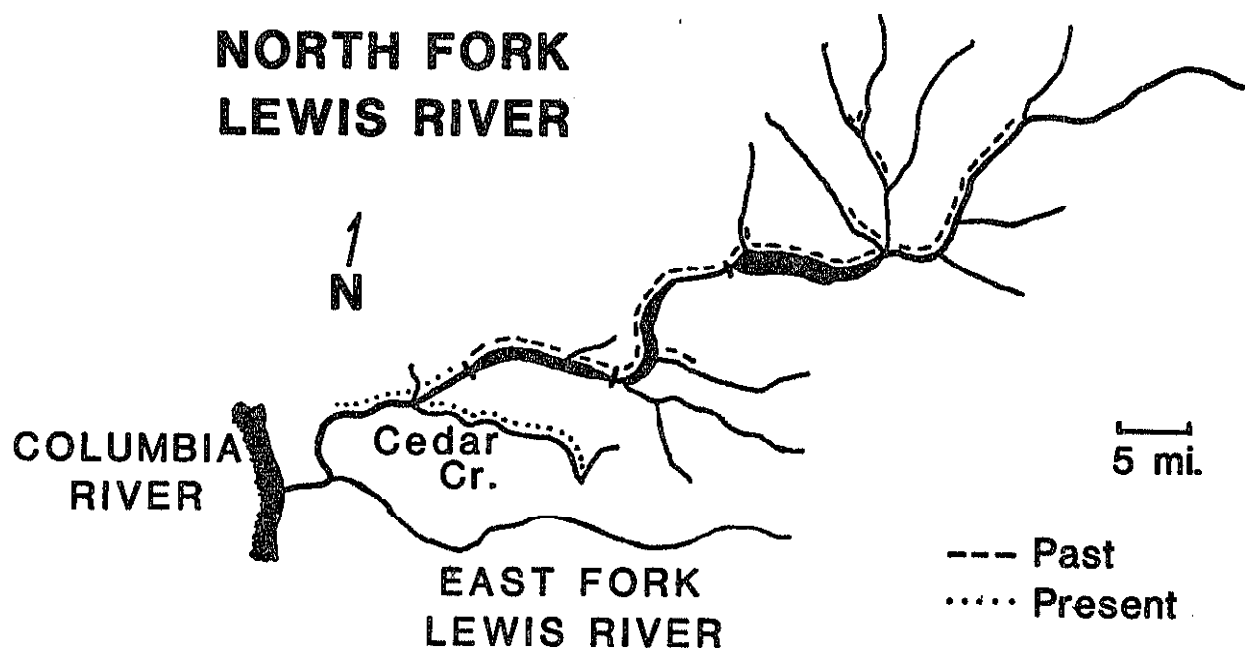 NORTH FORK
LEWIS RIVER
N
COLUMBIA
RIVER
Cedar
Cr.
5 mi.
EAST FORK
LEWIS RIVER
Past
Present